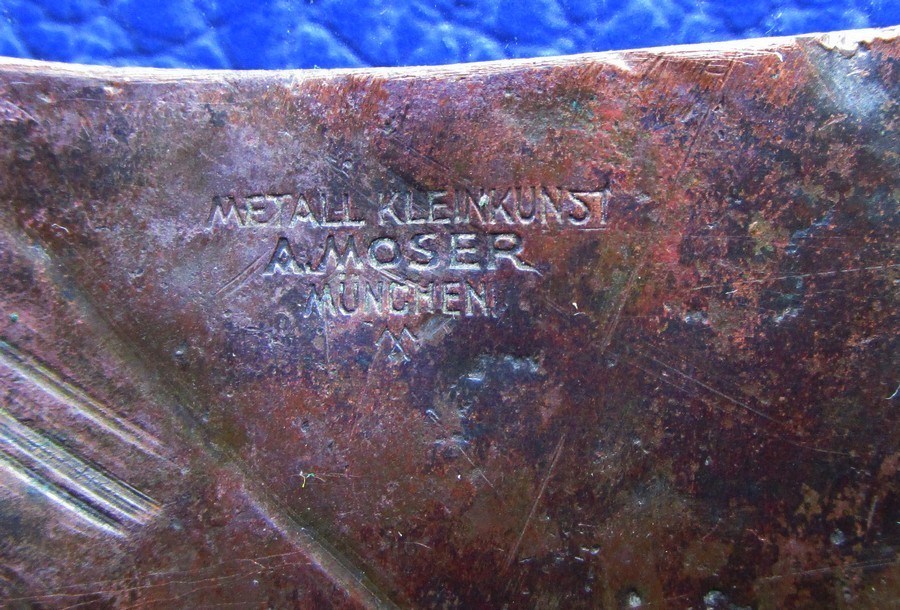 METALL KLEINKUNST
A. MOSER
MÜNCHEN